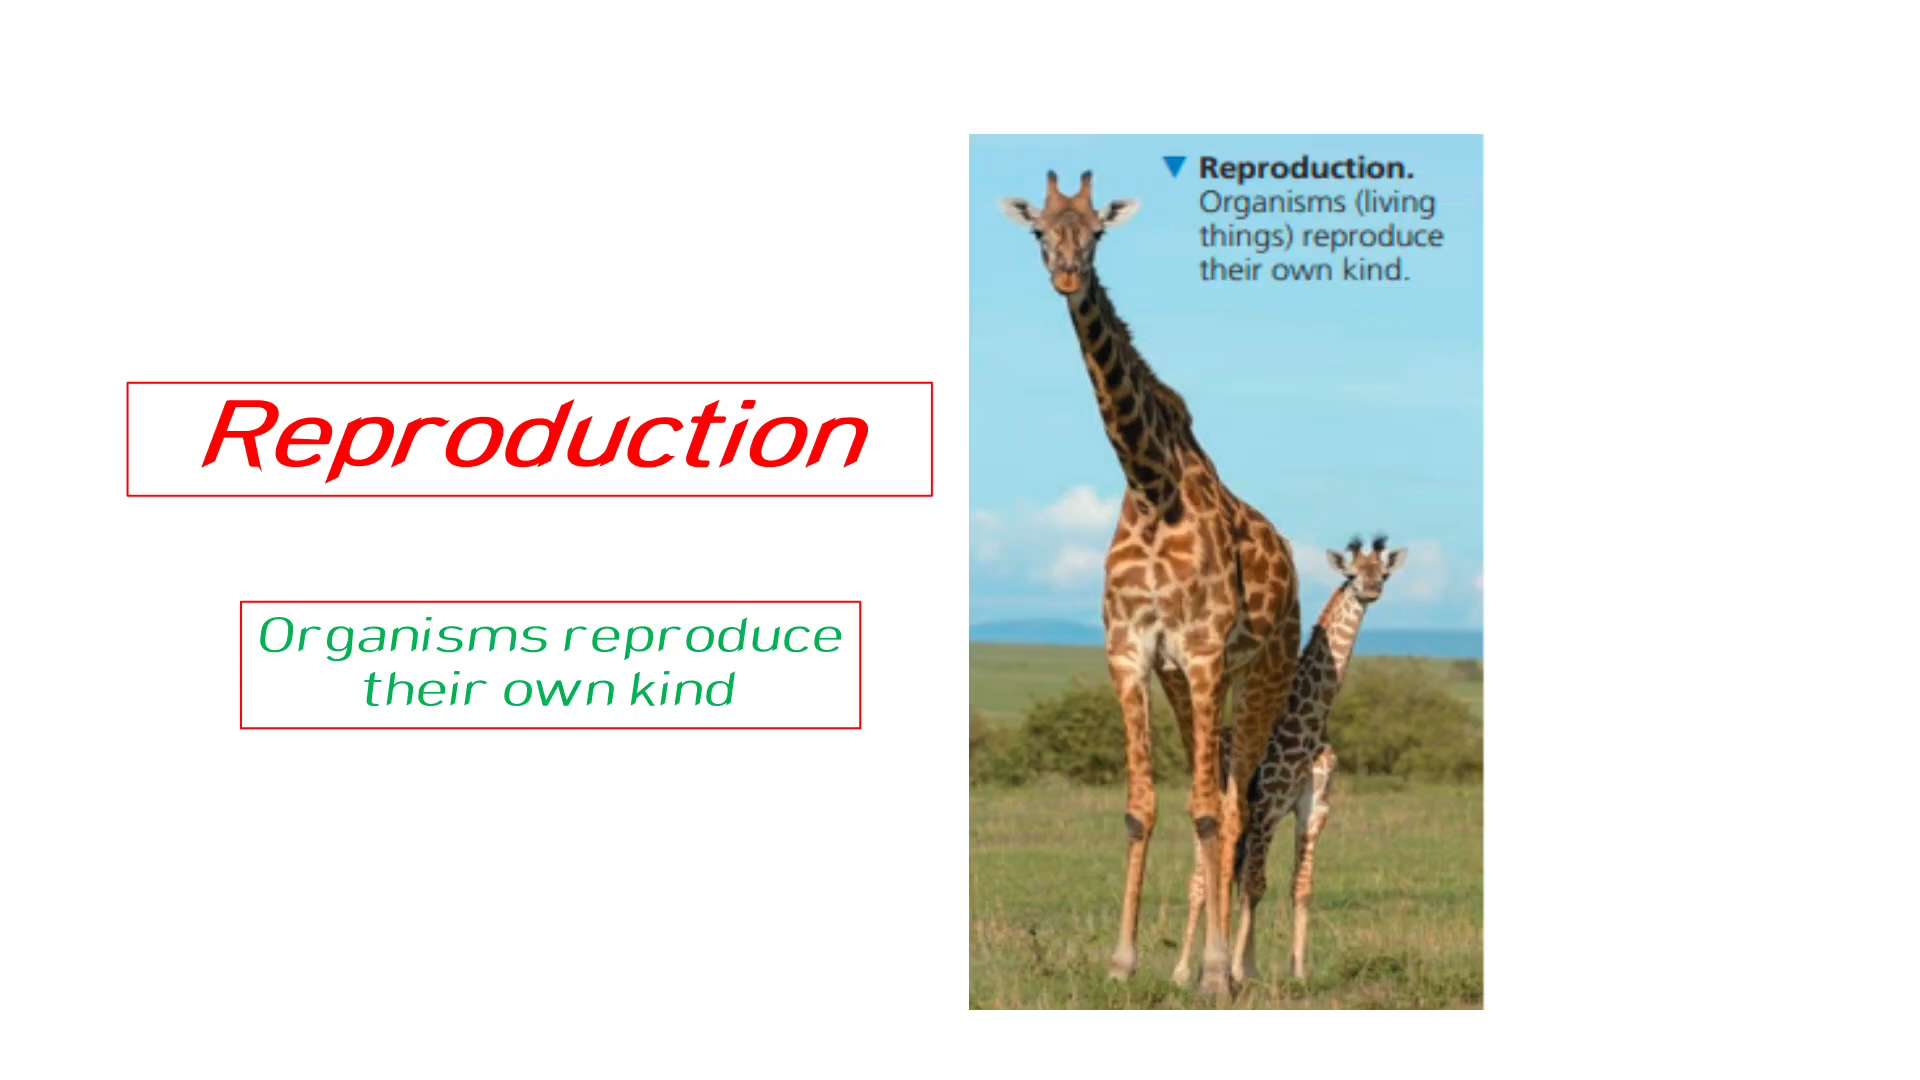 Reproduction
Organisms reproduce
their own kind
Reproduction.
Organisms (living
things) reproduce
their own kind.